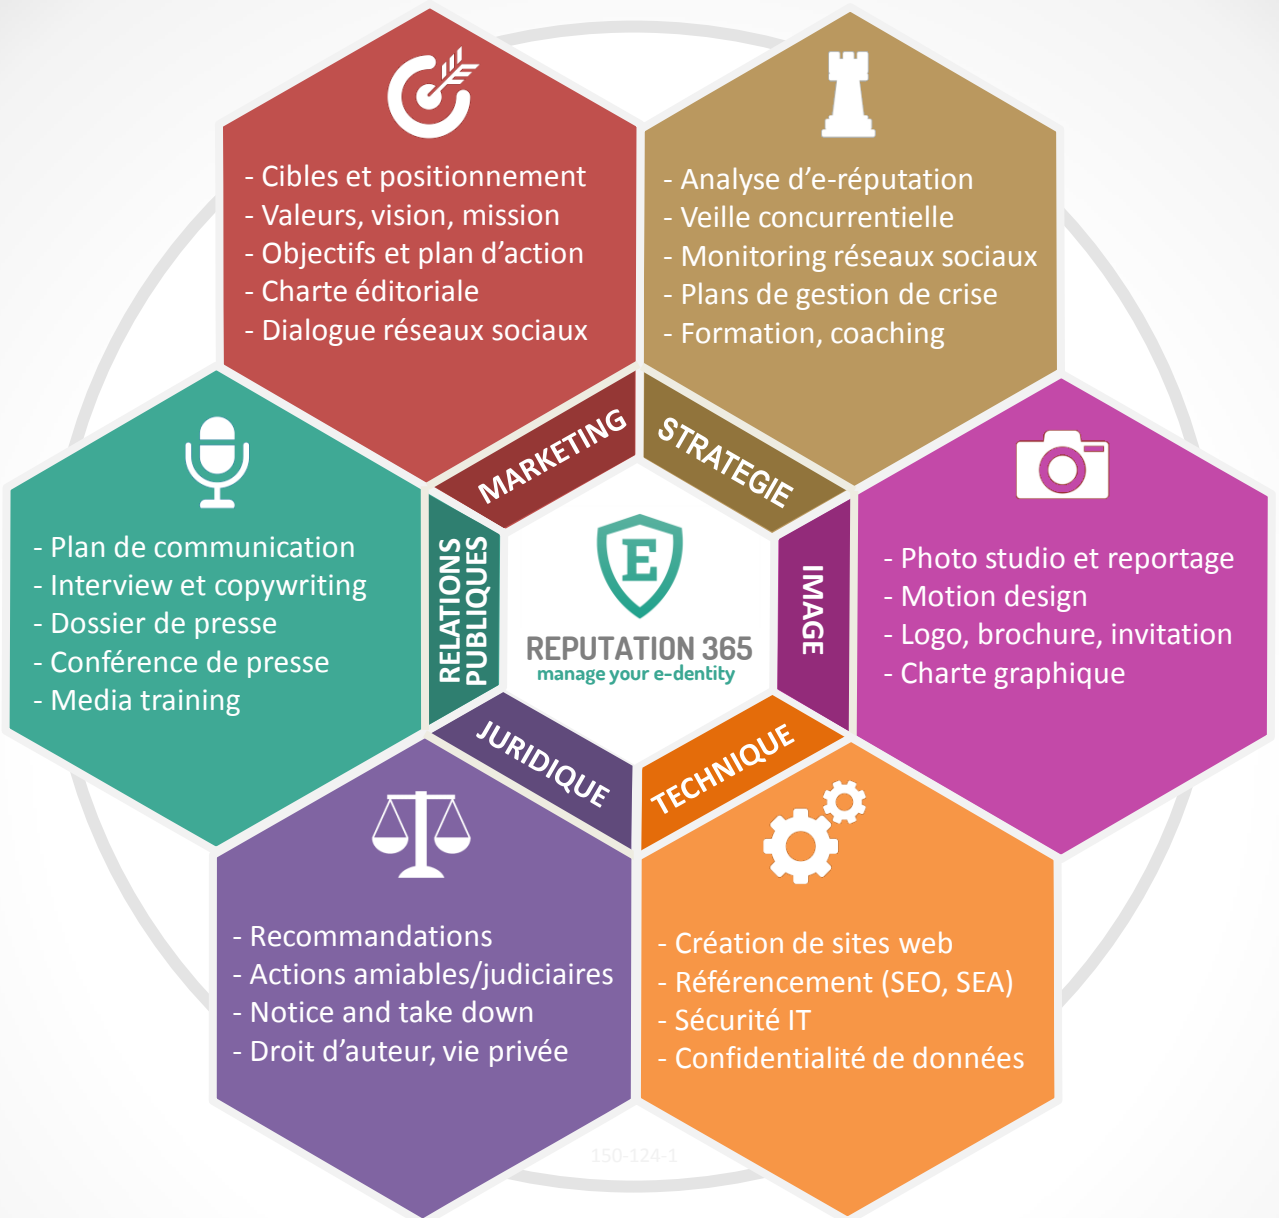 - Cibles et positionnement
- Valeurs, vision, mission
- Objectifs et plan d’action
- Charte éditoriale
- Dialogue réseaux sociaux
MARKETING
- Analyse d’e-réputation
- Veille concurrentielle
- Monitoring réseaux sociaux
- Plans de gestion de crise
- Formation, coaching
STRATEGIE
- Plan de communication
- Interview et copywriting
- Dossier de presse
- Conférence de presse
- Media training
RELATIONS
PUBLIQUES
E
REPUTATION 365
manage your e-dentity
IMAGE
- Photo studio et reportage
- Motion design
- Logo, brochure, invitation
- Charte graphique
JURIDIQUE
- Recommandations
- Actions amiables/judiciaires
- Notice and take down
- Droit d’auteur, vie privée
TECHNIQUE
- Création de sites web
- Référencement (SEO, SEA)
- Sécurité IT
- Confidentialité de données
150-124-1